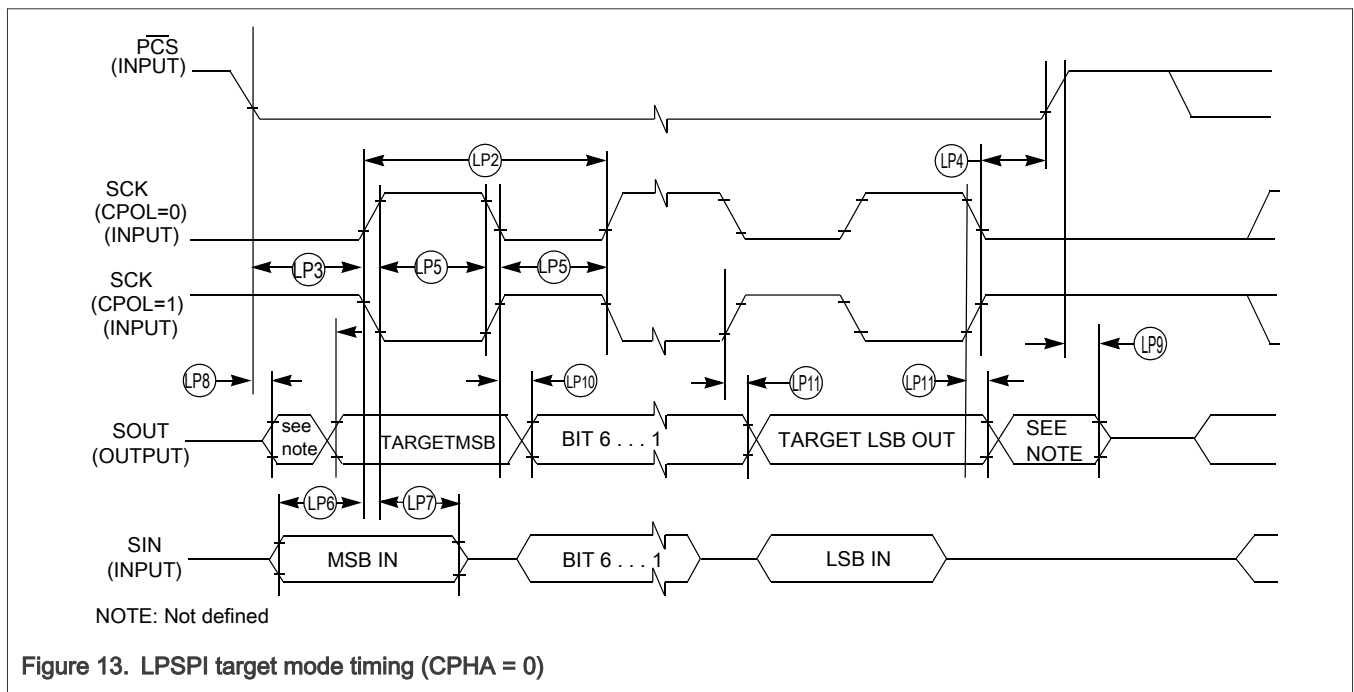 PCS
(INPUT)
LP2
LP4
SCK
(CPOL=0)
(INPUT)
LP3
LP5
LP5
SCK
(CPOL=1)
(INPUT)
LP9
LP8
LP10
LP11
LP11
SOUT
(OUTPUT)
see
note
TARGETMSB
BIT 6 . . . 1
TARGET LSB OUT
SEE
NOTE
LP6
LP7
SIN
(INPUT)
MSB IN
BIT 6 . . . 1
LSB IN
NOTE: Not defined
Figure 13. LPSPI target mode timing (CPHA = 0)